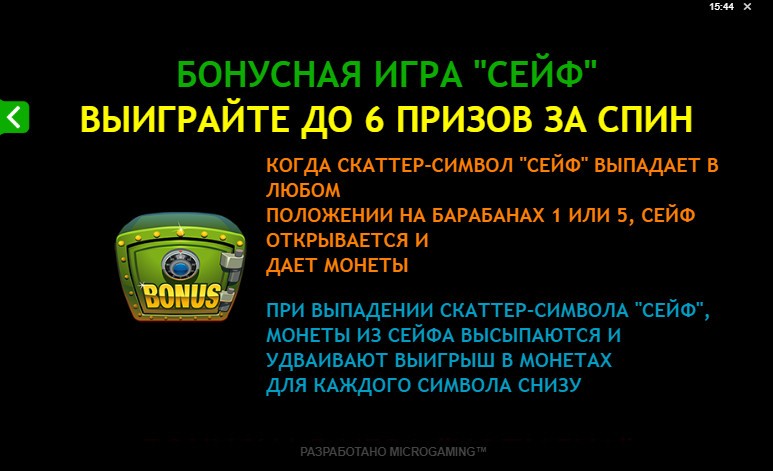 15:44 ×
БОНУСНАЯ ИГРА "СЕЙФ"
ВЫИГРАЙТЕ ДО 6 ПРИЗОВ ЗА СПИН
КОГДА СКАТТЕР-СИМВОЛ "СЕЙФ" ВЫПАДАЕТ В
ЛЮБОМ
ПОЛОЖЕНИИ НА БАРАБАНАХ 1 ИЛИ 5, СЕЙФ
ОТКРЫВАЕТСЯ И
ДАЕТ МОНЕТЫ
BONUS
ПРИ ВЫПАДЕНИИ СКАТТЕР-СИМВОЛА "СЕЙФ",
МОНЕТЫ ИЗ СЕЙФА ВЫСЫПАЮТСЯ И
УДВАИВАЮТ ВЫИГРЫШ В МОНЕТАХ
ДЛЯ КАЖДОГО СИМВОЛА СНИЗУ
РАЗРАБОТАНО MICROGAMING™